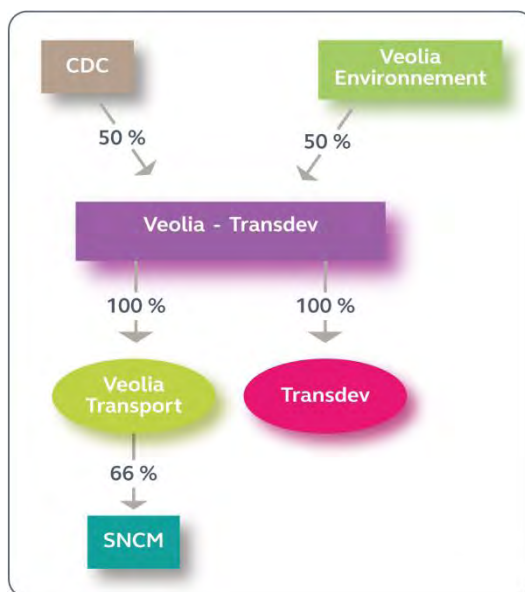 CDC
Veolia
Environnement
50 %
50 %
Veolia - Transdev
100 %
100 %
Veolia
Transport
Transdev
66 %
SNCM